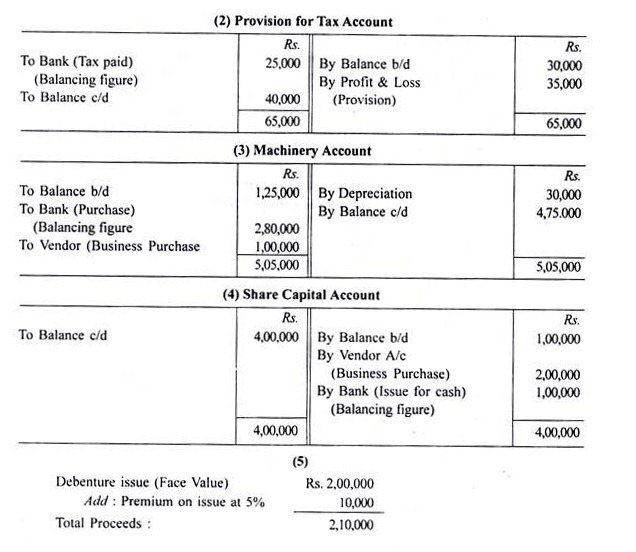 (2) Provision for Tax Account
Rs. Rs.
To Bank (Tax paid) 25,000 By Balance b/d 30,000
(Balancing figure) By Profit & Loss 35,000
To Balance c/d 40,000 (Provision)
65,000 65,000
(3) Machinery Account
Rs. Rs.
To Balance b/d 1,25,000 By Depreciation 30,000
To Bank (Purchase) By Balance c/d 4,75.000
(Balancing figure 2,80,000
To Vendor (Business Purchase 1,00,000
5,05,000 5,05,000
(4) Share Capital Account
Rs. Rs.
To Balance c/d 4,00,000 By Balance b/d 1,00,000
By Vendor A/c
(Business Purchase) 2,00,000
By Bank (Issue for cash) 1,00,000
(Balancing figure)
4,00,000 4,00,000
(5)
Debenture issue (Face Value) Rs. 2,00,000
Add : Premium on issue at 5% 10,000
Total Proceeds : 2,10,000